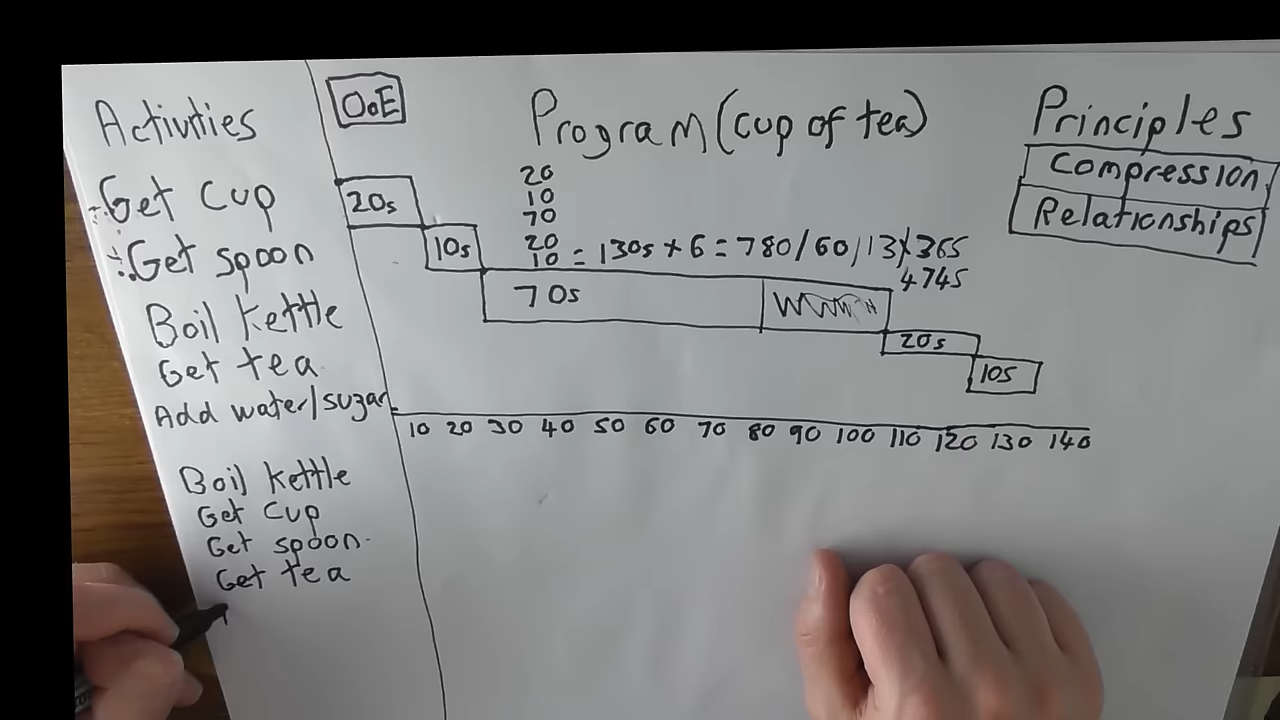 Activities
OoE
Program (cup of tea)
Principles
Compression
Relationships
Get cup
Get spoon
Boil kettle
Get tea
Add water/sugar
20s
10s
70s
20s
10s
20
10
70
20
10 = 130s * 6 = 780/60/13 x 365
4745
10 20 30 40 50 60 70 80 90 100 110 120 130 140
Boil kettle
Get cup
Get spoon
Get tea